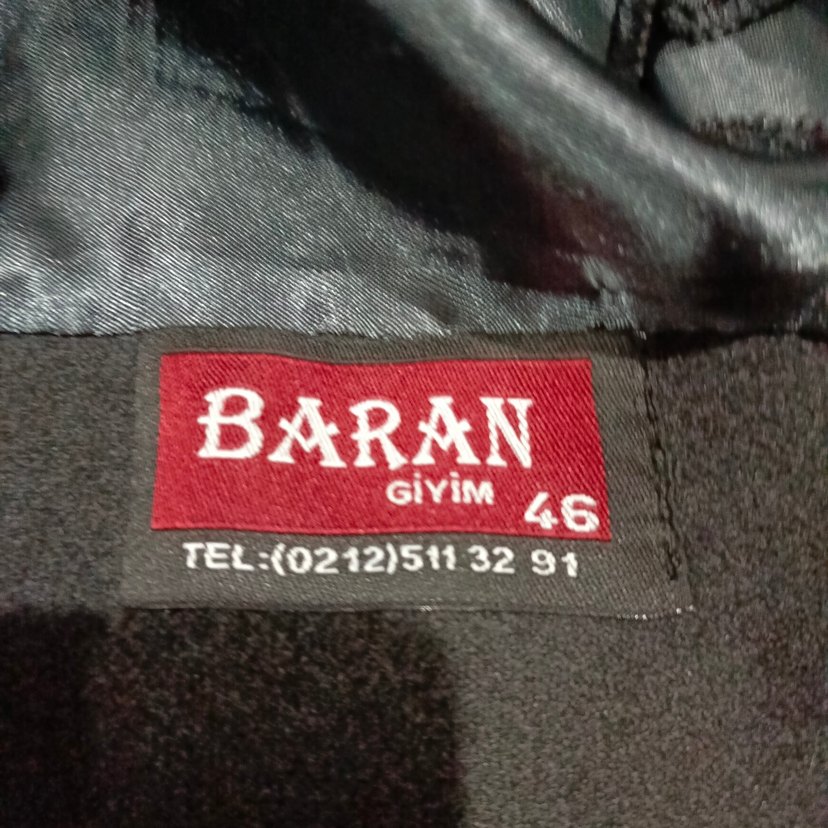 BARAN
GİYİM
46
TEL:(0212)511 32 91